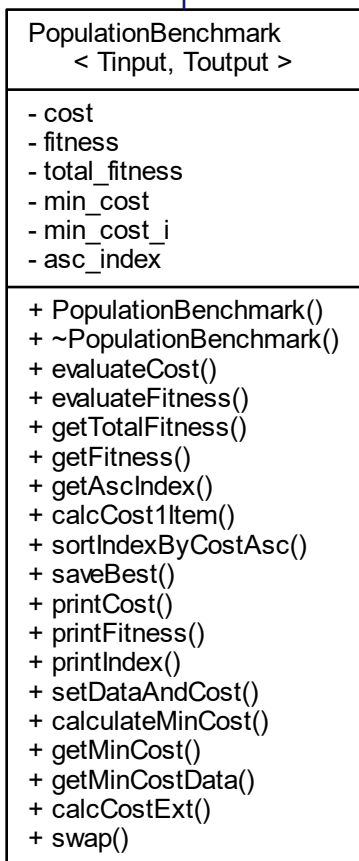 PopulationBenchmark
< Tinput, Toutput >
- cost
- fitness
- total_fitness
- min_cost
- min_cost_i
- asc_index
+ PopulationBenchmark()
+ ~PopulationBenchmark()
+ evaluateCost()
+ evaluateFitness()
+ getTotalFitness()
+ getFitness()
+ getAscIndex()
+ calcCost1Item()
+ sortIndexByCostAsc()
+ saveBest()
+ printCost()
+ printFitness()
+ printIndex()
+ setDataAndCost()
+ calculateMinCost()
+ getMinCost()
+ getMinCostData()
+ calcCostExt()
+ swap()